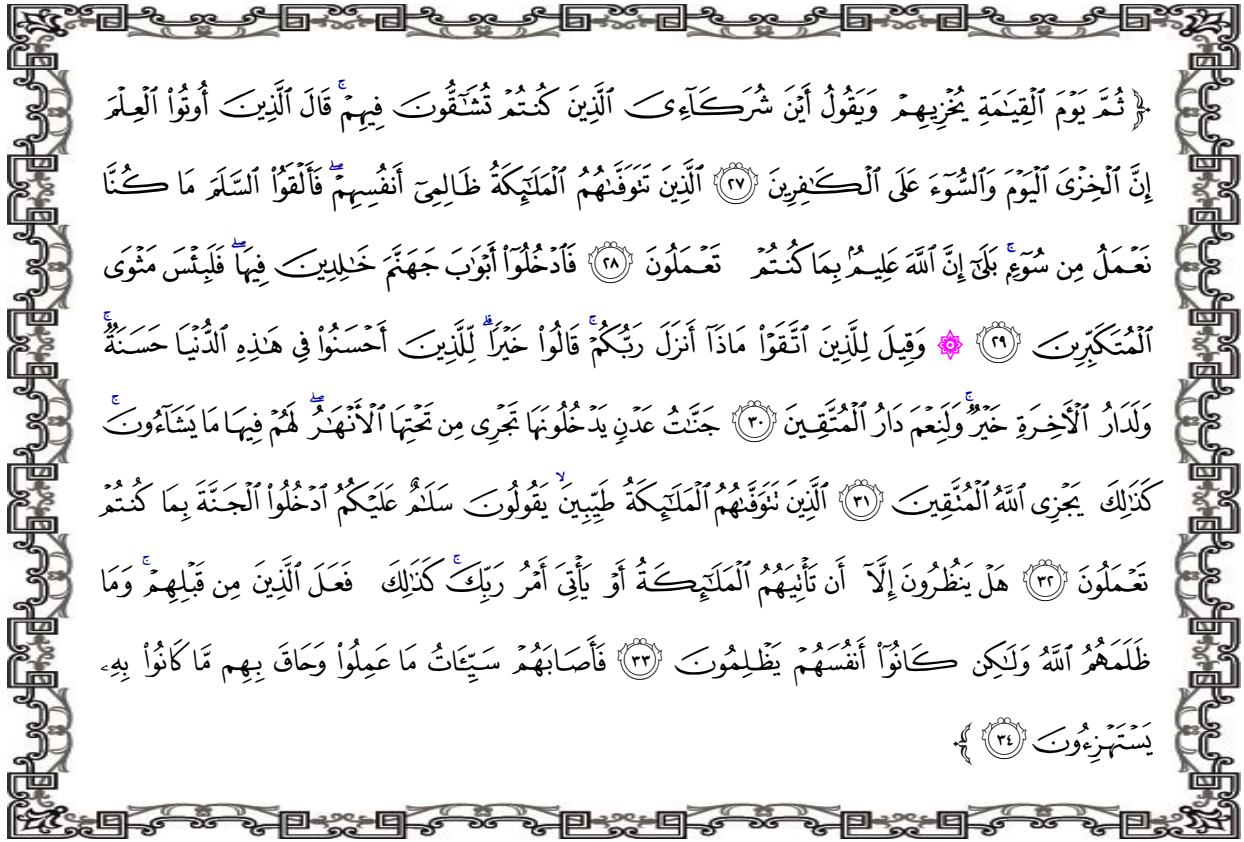 ﴿ ثُمَّ يَوْمَ ٱلْقِيَٰمَةِ يُخْزِيهِمْ وَيَقُولُ أَيْنَ شُرَكَآءِىَ ٱلَّذِينَ كُنتُمْ تُشَٰٓقُّونَ فِيهِمْ ۚ قَالَ ٱلَّذِينَ أُوتُوا۟ ٱلْعِلْمَ
إِنَّ ٱلْخِزْىَ ٱلْيَوْمَ وَٱلسُّوٓءَ عَلَى ٱلْكَٰفِرِينَ ٢٧ ٱلَّذِينَ تَتَوَفَّىٰهُمُ ٱلْمَلَٰٓئِكَةُ ظَالِمِىٓ أَنفُسِهِمْ ۖ فَأَلْقَوُا۟ ٱلسَّلَمَ مَا كُنَّا
نَعْمَلُ مِن سُوٓءٍۭ ۚ بَلَىٰٓ إِنَّ ٱللَّهَ عَلِيمٌۢ بِمَا كُنتُمْ تَعْمَلُونَ ٢٨ فَٱدْخُلُوٓا۟ أَبْوَٰبَ جَهَنَّمَ خَٰلِدِينَ فِيهَا ۖ فَلَبِئْسَ مَثْوَى
ٱلْمُتَكَبِّرِينَ ٢٩ ۞ وَقِيلَ لِلَّذِينَ ٱتَّقَوْا۟ مَاذَآ أَنزَلَ رَبُّكُمْ ۚ قَالُوا۟ خَيْرًا ۗ لِّلَّذِينَ أَحْسَنُوا۟ فِى هَٰذِهِ ٱلدُّنْيَا حَسَنَةٌ ۚ
وَلَدَارُ ٱلْءَاخِرَةِ خَيْرٌ ۚ وَلَنِعْمَ دَارُ ٱلْمُتَّقِينَ ٣٠ جَنَّٰتُ عَدْنٍ يَدْخُلُونَهَا تَجْرِى مِن تَحْتِهَا ٱلْأَنْهَٰرُ ۖ لَهُمْ فِيهَا مَا يَشَآءُونَ ۚ
كَذَٰلِكَ يَجْزِى ٱللَّهُ ٱلْمُتَّقِينَ ٣١ ٱلَّذِينَ تَتَوَفَّىٰهُمُ ٱلْمَلَٰٓئِكَةُ طَيِّبِينَ ۙ يَقُولُونَ سَلَٰمٌ عَلَيْكُمُ ٱدْخُلُوا۟ ٱلْجَنَّةَ بِمَا كُنتُمْ
تَعْمَلُونَ ٣٢ هَلْ يَنظُرُونَ إِلَّآ أَن تَأْتِيَهُمُ ٱلْمَلَٰٓئِكَةُ أَوْ يَأْتِىَ أَمْرُ رَبِّكَ ۚ كَذَٰلِكَ فَعَلَ ٱلَّذِينَ مِن قَبْلِهِمْ ۚ وَمَا
ظَلَمَهُمُ ٱللَّهُ وَلَٰكِن كَانُوٓا۟ أَنفُسَهُمْ يَظْلِمُونَ ٣٣ فَأَصَابَهُمْ سَيِّـَٔاتُ مَا عَمِلُوا۟ وَحَاقَ بِهِم مَّا كَانُوا۟ بِهِۦ
يَسْتَهْزِءُونَ ٣٤ ﴾